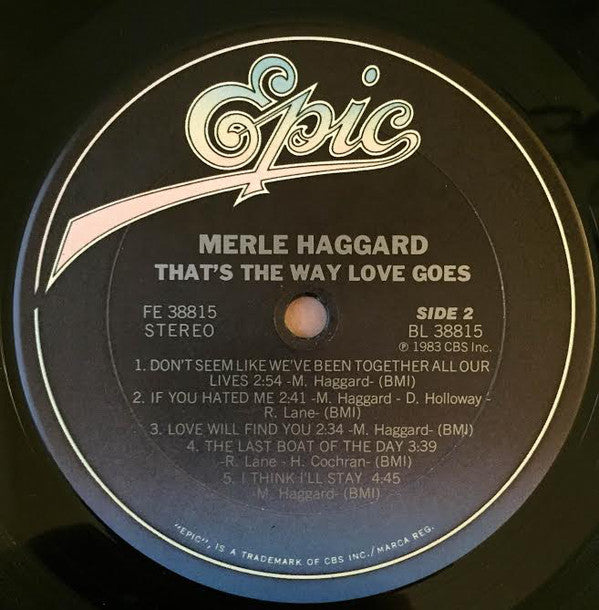 Epic
MERLE HAGGARD
THAT'S THE WAY LOVE GOES
FE 38815
STEREO
SIDE 2
BL 38815
℗ 1983 CBS Inc.
1. DON'T SEEM LIKE WE'VE BEEN TOGETHER ALL OUR
LIVES 2:54 -M. Haggard- (BMI)
2. IF YOU HATED ME 2:41 -M. Haggard - D. Holloway -
R. Lane- (BMI)
3. LOVE WILL FIND YOU 2:34 -M. Haggard- (BMI)
4. THE LAST BOAT OF THE DAY 3:39
-R. Lane - H. Cochran- (BMI)
5. I THINK I'LL STAY 4:45
-M. Haggard- (BMI)
"EPIC", IS A TRADEMARK OF CBS INC./MARCA REG.